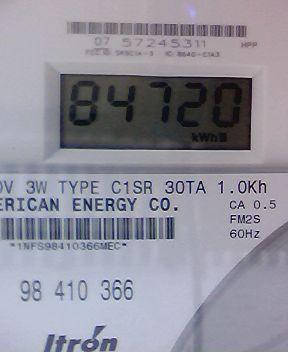 07 57245311 HPP
84720
kWh
0V 3W TYPE C1SR 30TA 1.0Kh
ERICAN ENERGY CO. CA 0.5
FM2S
60Hz
*1NFS98410366MEC*
98 410 366
Itrón